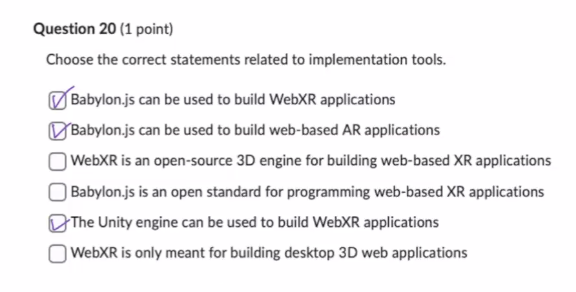 Question 20 (1 point)
Choose the correct statements related to implementation tools.
Babylon.js can be used to build WebXR applications
Babylon.js can be used to build web-based AR applications
WebXR is an open-source 3D engine for building web-based XR applications
Babylon.js is an open standard for programming web-based XR applications
The Unity engine can be used to build WebXR applications
WebXR is only meant for building desktop 3D web applications